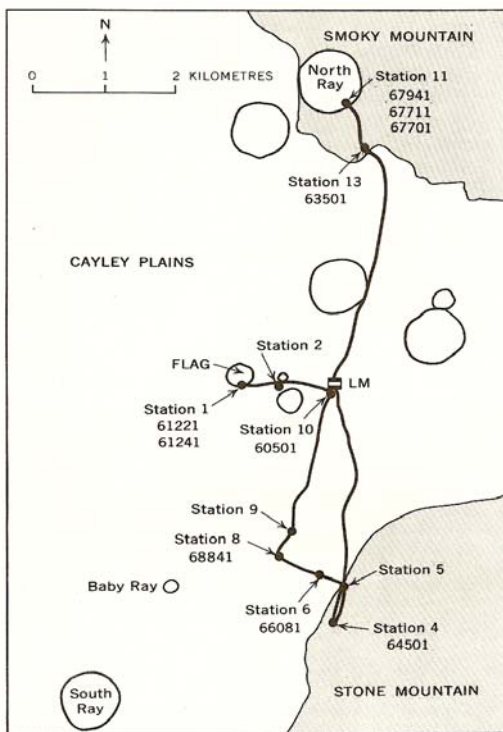 N
SMOKY MOUNTAIN
North
Ray
Station 11
67941
67711
67701
0 1 2 KILOMETRES
Station 13
63501
CAYLEY PLAINS
Station 2
FLAG
LM
Station 1
61221
61241
Station 10
60501
Station 9
Station 8
68841
Station 5
Baby Ray
Station 6
66081
Station 4
64501
South
Ray
STONE MOUNTAIN